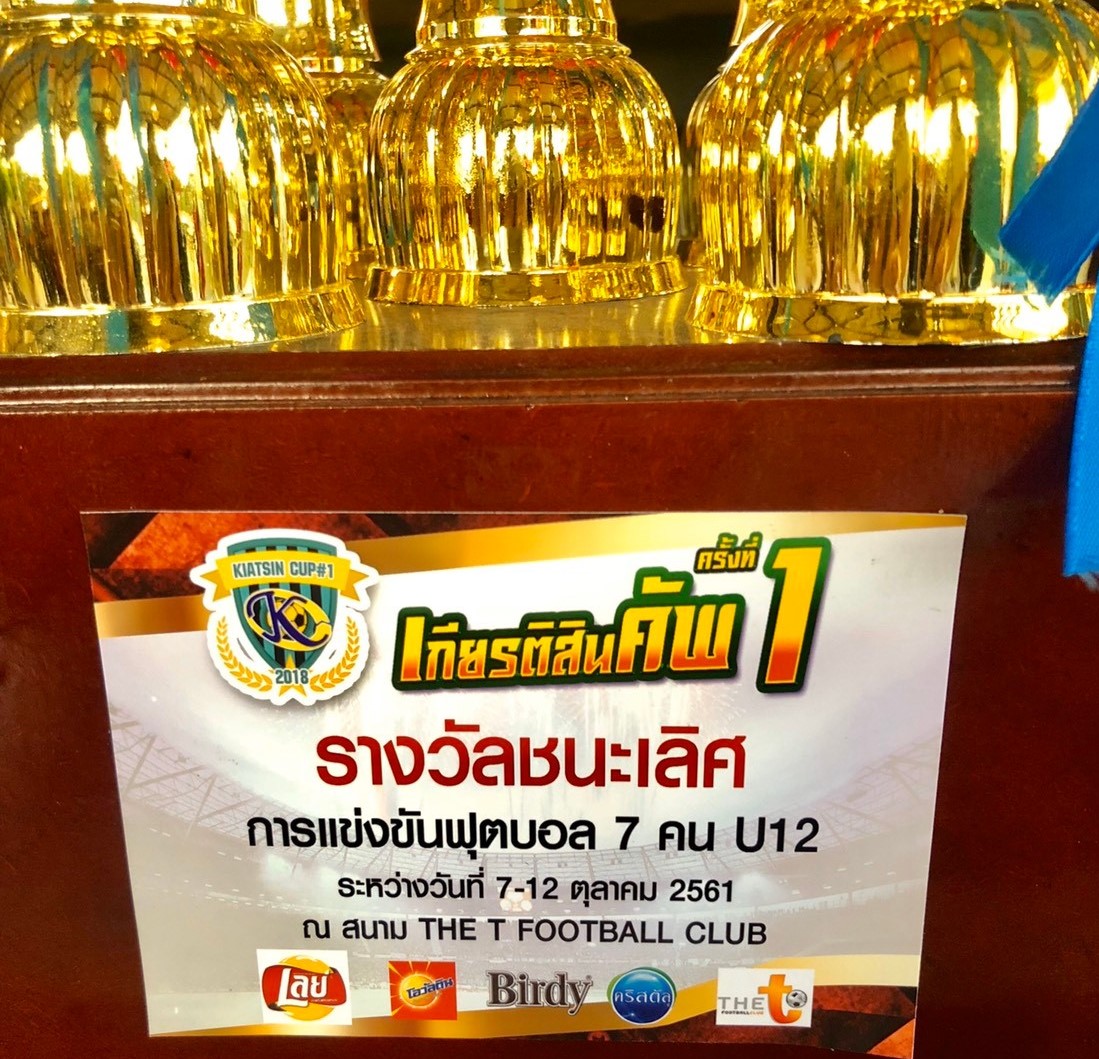 KIATSIN CUP#1
K
2018
ครั้งที่ 1
เกียรติสินคัพ
รางวัลชนะเลิศ
การแข่งขันฟุตบอล 7 คน U12
ระหว่างวันที่ 7-12 ตุลาคม 2561
ณ สนาม THE T FOOTBALL CLUB
เลย์ โอวัลติน Birdy® คริสตัล THE t
FOOTBALL CLUB